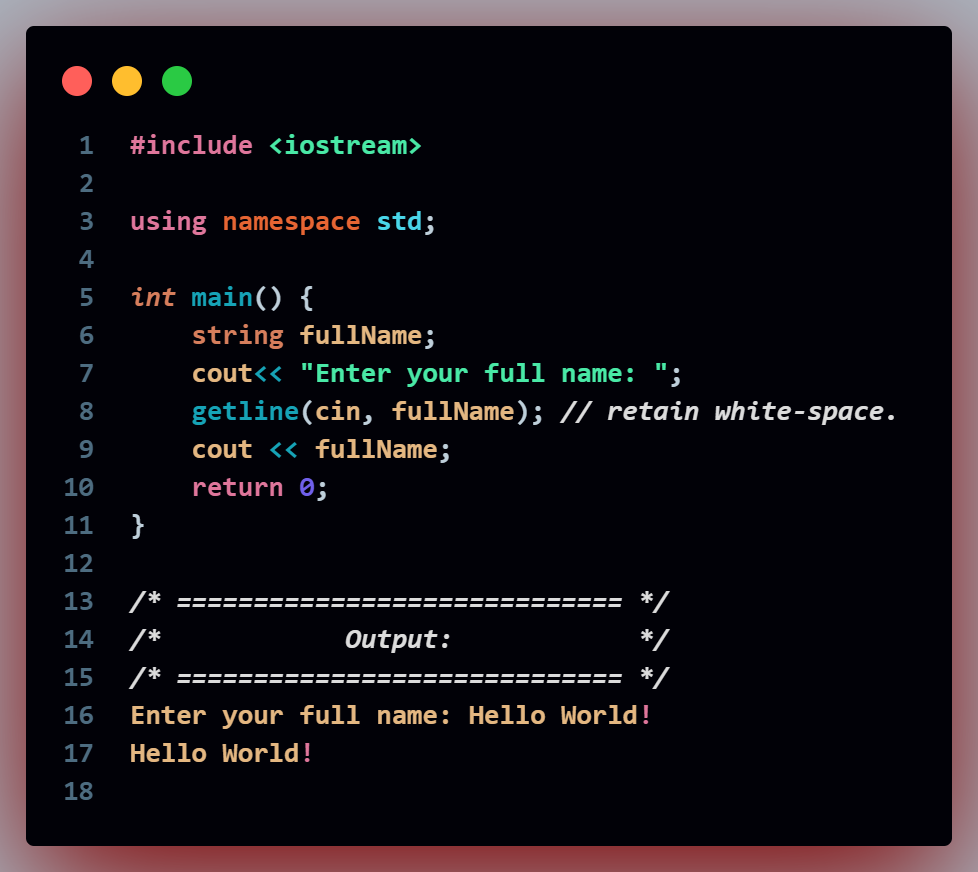 1 #include <iostream>
2
3 using namespace std;
4
5 int main() {
6     string fullName;
7     cout<< "Enter your full name: ";
8     getline(cin, fullName); // retain white-space.
9     cout << fullName;
10     return 0;
11 }
12
13 /* ============================= */
14 /*            Output:            */
15 /* ============================= */
16 Enter your full name: Hello World!
17 Hello World!
18